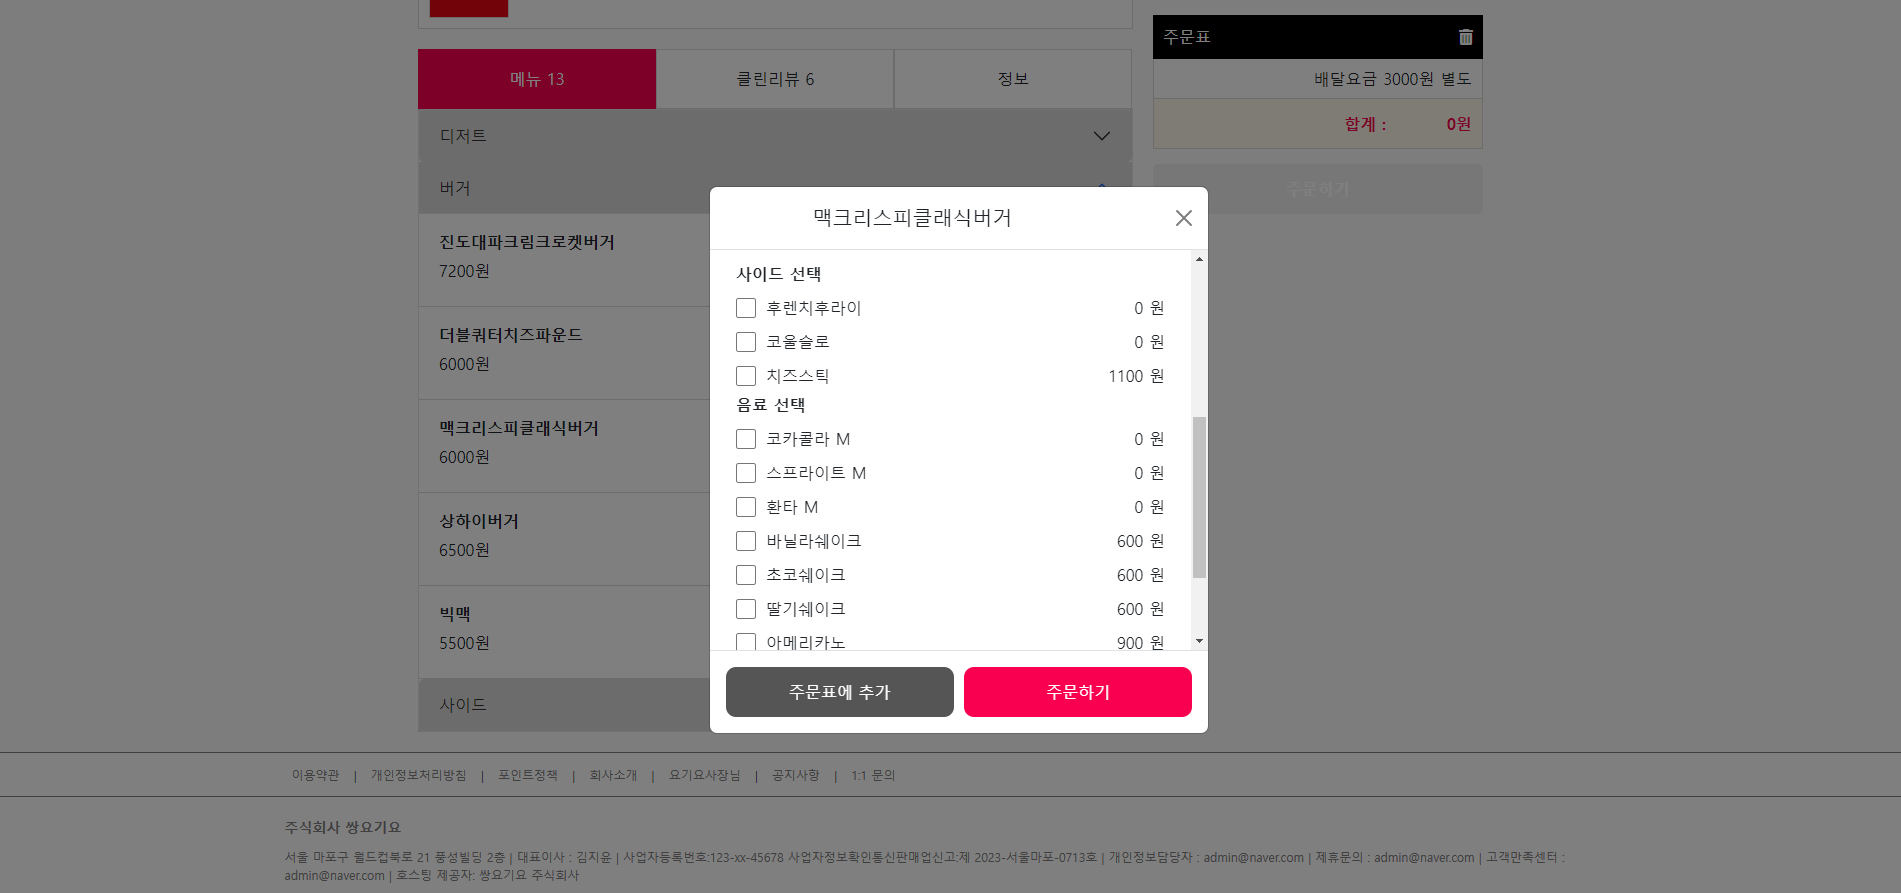 메뉴 13
클린리뷰 6
정보
디저트
버거
진도대파크림크로켓버거
7200원
더블쿼터치즈파운드
6000원
맥크리스피클래식버거
6000원
상하이버거
6500원
빅맥
5500원
사이드
주문표
배달요금 3000원 별도
합계 : 0원
주문하기
맥크리스피클래식버거
사이드 선택
후렌치후라이 0 원
코울슬로 0 원
치즈스틱 1100 원
음료 선택
코카콜라 M 0 원
스프라이트 M 0 원
환타 M 0 원
바닐라쉐이크 600 원
초코쉐이크 600 원
딸기쉐이크 600 원
아메리카노 900 원
주문표에 추가
주문하기
이용약관 | 개인정보처리방침 | 포인트정책 | 회사소개 | 요기요사장님 | 공지사항 | 1:1 문의
주식회사 쌍요기요
서울 마포구 월드컵북로 21 풍성빌딩 2층 | 대표이사 : 김지윤 | 사업자등록번호:123-xx-45678 사업자정보확인통신판매업신고:제 2023-서울마포-0713호 | 개인정보담당자 : admin@naver.com | 제휴문의 : admin@naver.com | 고객만족센터 :
admin@naver.com | 호스팅 제공자: 쌍요기요 주식회사